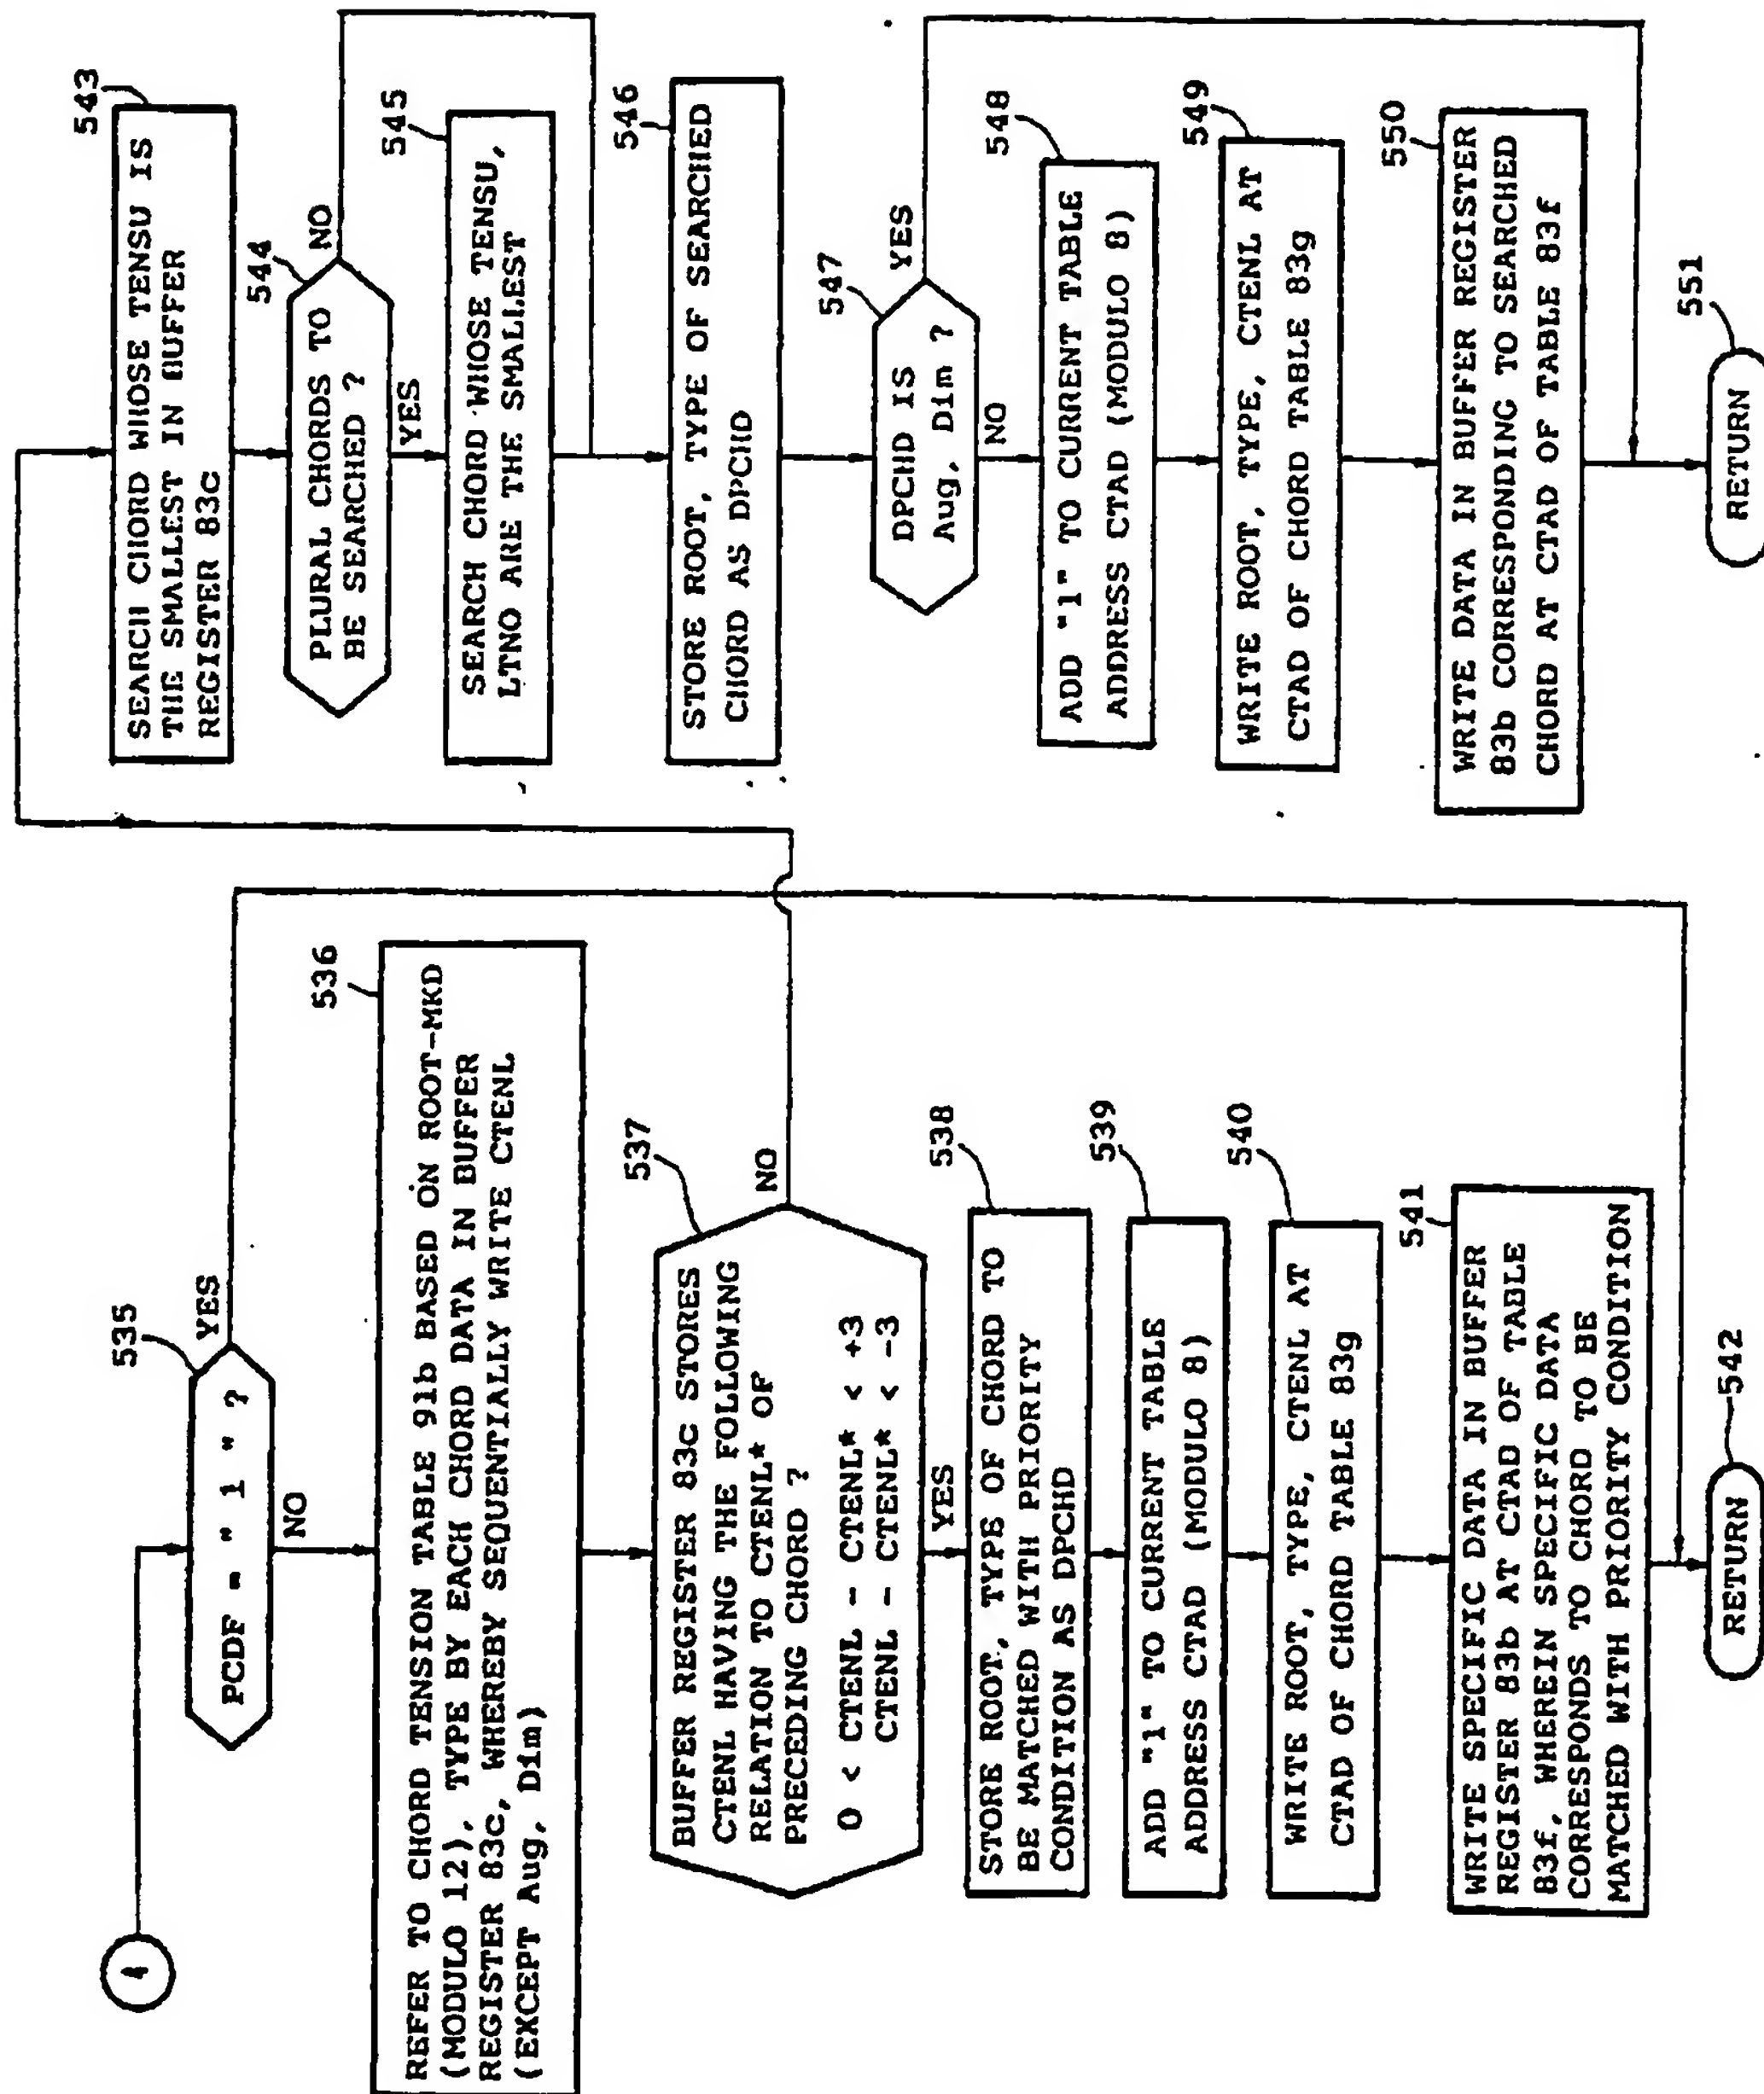 4
535
PCDF = " 1 " ?
YES
NO
536
REFER TO CHORD TENSION TABLE 91b BASED ON ROOT-MKD
(MODULO 12), TYPE BY EACH CHORD DATA IN BUFFER
REGISTER 83c, WHEREBY SEQUENTIALLY WRITE CTENL
(EXCEPT Aug, Dim)
537
BUFFER REGISTER 83c STORES
CTENL HAVING THE FOLLOWING
RELATION TO CTENL* OF
PRECEDING CHORD ?
0 < CTENL - CTENL* < +3
CTENL - CTENL* < -3
NO
YES
538
STORE ROOT, TYPE OF CHORD TO
BE MATCHED WITH PRIORITY
CONDITION AS DPCHD
539
ADD "1" TO CURRENT TABLE
ADDRESS CTAD (MODULO 8)
540
WRITE ROOT, TYPE, CTENL AT
CTAD OF CHORD TABLE 83g
541
WRITE SPECIFIC DATA IN BUFFER
REGISTER 83b AT CTAD OF TABLE
83f, WHEREIN SPECIFIC DATA
CORRESPONDS TO CHORD TO BE
MATCHED WITH PRIORITY CONDITION
RETURN
542
543
SEARCH CHORD WHOSE TENSU IS
THE SMALLEST IN BUFFER
REGISTER 83c
544
PLURAL CHORDS TO
BE SEARCHED ?
NO
YES
545
SEARCH CHORD WHOSE TENSU,
LTNO ARE THE SMALLEST
546
STORE ROOT, TYPE OF SEARCHED
CHORD AS DPCHD
547
DPCHD IS
Aug, Dim ?
YES
NO
548
ADD "1" TO CURRENT TABLE
ADDRESS CTAD (MODULO 8)
549
WRITE ROOT, TYPE, CTENL AT
CTAD OF CHORD TABLE 83g
550
WRITE DATA IN BUFFER REGISTER
83b CORRESPONDING TO SEARCHED
CHORD AT CTAD OF TABLE 83f
551
RETURN